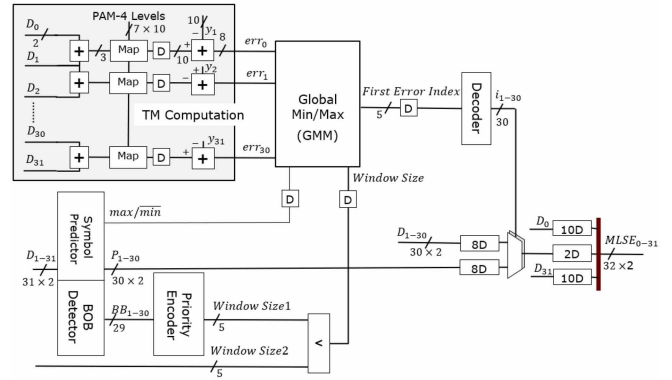 PAM-4 Levels
D0
2
7 × 10
10
y1
+
3
Map
D
+
10
−
+
8
err0
D1
+
Map
D
−
+
y2
+
err1
D2
TM Computation
D30
D31
+
Map
D
+
−
y31
+
err30
Global
Min/Max
(GMM)
First Error Index
5
D
Decoder
i1−30
30
Window Size
D
D
max/min
Symbol
Predictor
D1−31
31 × 2
BOB
Detector
P1−30
30 × 2
BB1−30
29
Priority
Encoder
Window Size1
5
Window Size2
5
<
D1−30
30 × 2
8D
8D
D0
10D
2D
D31
10D
MLSE0−31
32 ×2